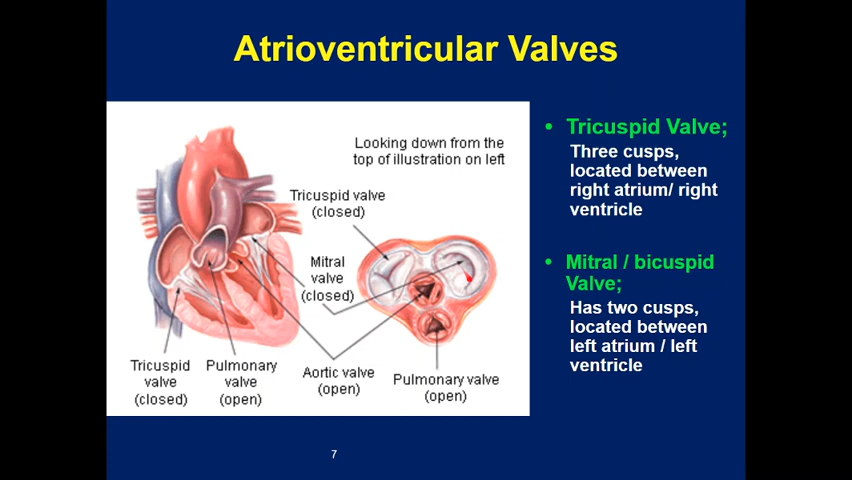 Atrioventricular Valves
Looking down from the
top of illustration on left
Tricuspid valve
(closed)
Mitral
valve
(closed)
Tricuspid
valve
(closed)
Pulmonary
valve
(open)
Aortic valve
(open)
Pulmonary valve
(open)
• Tricuspid Valve;
Three cusps,
located between
right atrium/ right
ventricle
• Mitral / bicuspid
Valve;
Has two cusps,
located between
left atrium / left
ventricle
7